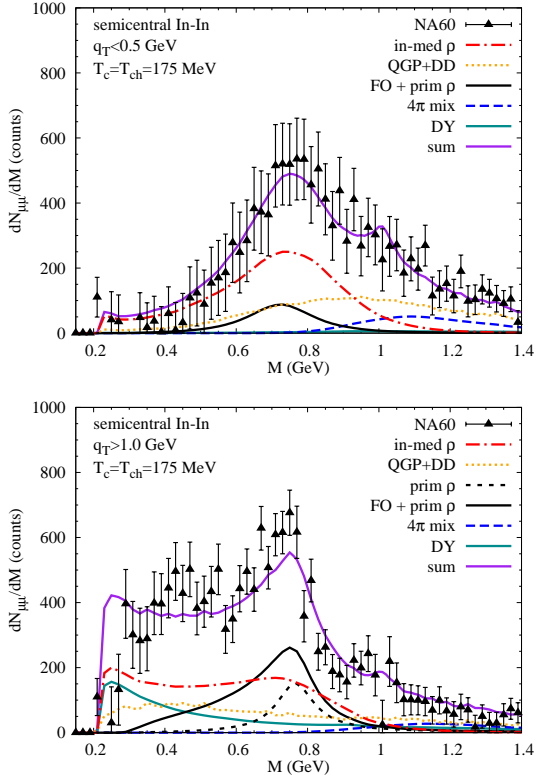 semicentral In-In
q_T<0.5 GeV
T_c=T_ch=175 MeV
NA60
in-med ρ
QGP+DD
FO + prim ρ
4π mix
DY
sum
1000
800
600
400
200
0
dN_μμ/dM (counts)
0.2 0.4 0.6 0.8 1 1.2 1.4
M (GeV)
semicentral In-In
q_T>1.0 GeV
T_c=T_ch=175 MeV
NA60
in-med ρ
QGP+DD
prim ρ
FO + prim ρ
4π mix
DY
sum
1000
800
600
400
200
0
dN_μμ/dM (counts)
0.2 0.4 0.6 0.8 1 1.2 1.4
M (GeV)